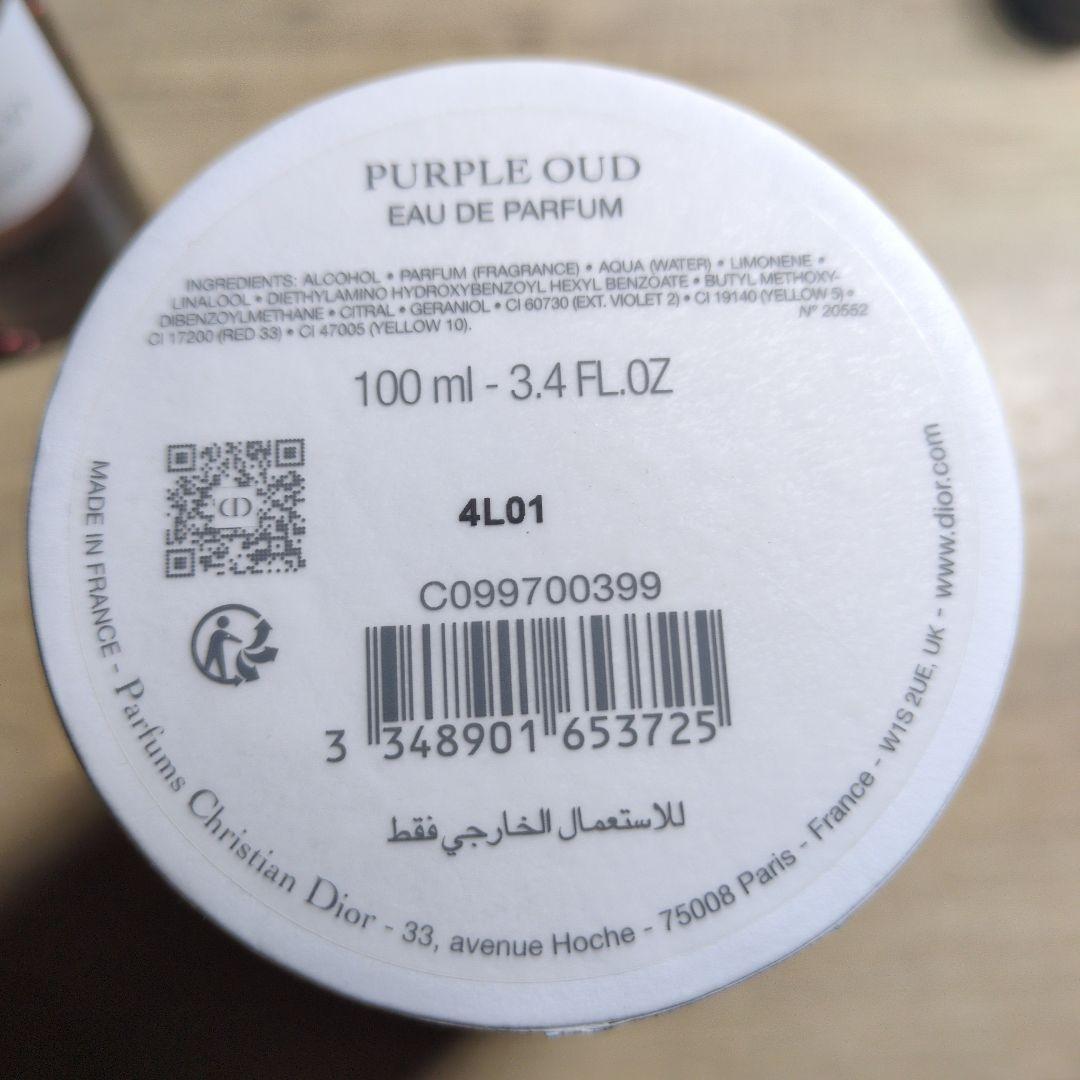 PURPLE OUD
EAU DE PARFUM
INGREDIENTS: ALCOHOL • PARFUM (FRAGRANCE) • AQUA (WATER) • LIMONENE •
LINALOOL • DIETHYLAMINO HYDROXYBENZOYL HEXYL BENZOATE • BUTYL METHOXY-
DIBENZOYLMETHANE • CITRAL • GERANIOL • CI 60730 (EXT. VIOLET 2) • CI 19140 (YELLOW 5) •
CI 17200 (RED 33) • CI 47005 (YELLOW 10).
N° 20552
100 ml - 3.4 FL.OZ
CD
4L01
C099700399
3 348901 653725
للاستعمال الخارجي فقط
MADE IN FRANCE - Parfums Christian Dior - 33, avenue Hoche - 75008 Paris - France - W1S 2UE, UK - www.dior.com